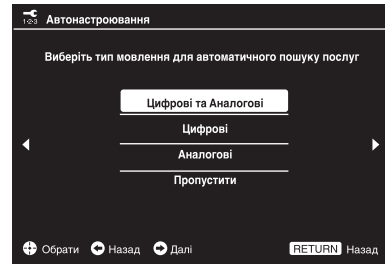 1·2·3 Автонастроювання
Виберіть тип мовлення для автоматичного пошуку послуг
Цифрові та Аналогові
Цифрові
Аналогові
Пропустити
Обрати Назад Далі RETURN Назад